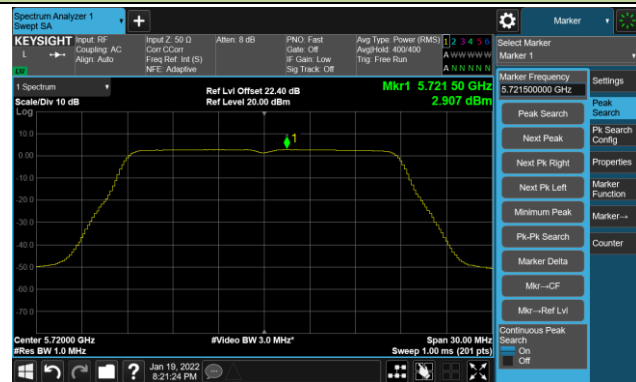 Spectrum Analyzer 1
Swept SA
Marker
KEYSIGHT
Input: RF
Coupling: AC
Align: Auto
Input Z: 50 Ω
Corr CCorr
Freq Ref: Int (S)
NFE: Adaptive
Atten: 8 dB
PNO: Fast
Gate: Off
IF Gain: Low
Sig Track: Off
Avg Type: Power (RMS)
Avg|Hold: 400/400
Trig: Free Run
1 2 3 4 5 6
A W W W W W
A N N N N N
L
LXI
Select Marker
Marker 1
1 Spectrum
Scale/Div 10 dB
Log
Ref Lvl Offset 22.40 dB
Ref Level 20.00 dBm
Mkr1 5.721 50 GHz
2.907 dBm
10.0
0.00
-10.0
-20.0
-30.0
-40.0
-50.0
-60.0
-70.0
1
Center 5.72000 GHz
#Res BW 1.0 MHz
#Video BW 3.0 MHz*
Span 30.00 MHz
Sweep 1.00 ms (201 pts)
Marker Frequency
5.721500000 GHz
Peak Search
Next Peak
Next Pk Right
Next Pk Left
Minimum Peak
Pk-Pk Search
Marker Delta
Mkr→CF
Mkr→Ref Lvl
Continuous Peak
Search
On
Off
Settings
Peak
Search
Pk Search
Config
Properties
Marker
Function
Marker→
Counter
Jan 19, 2022
8:21:24 PM